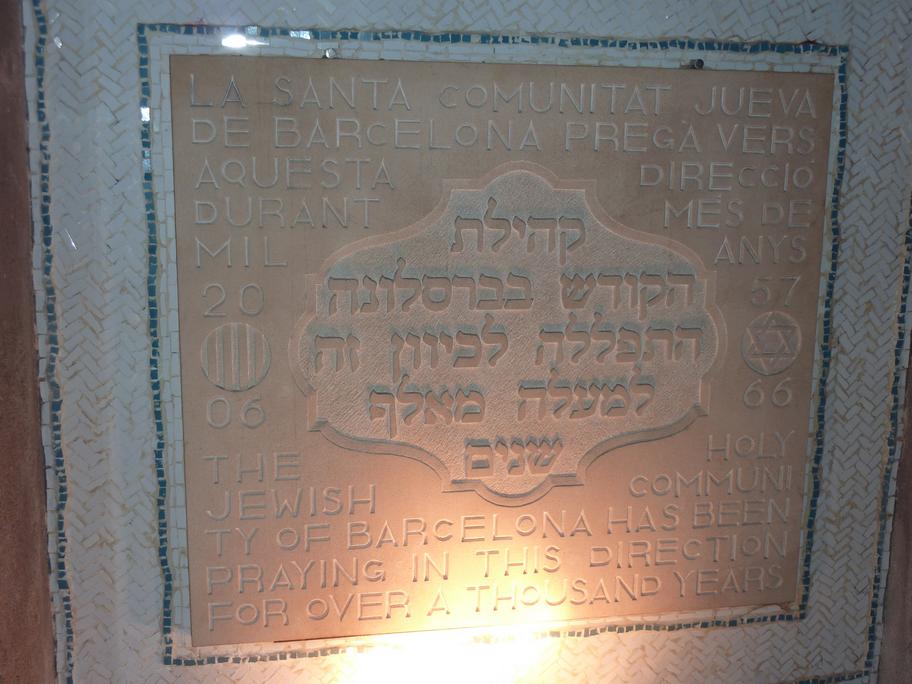 LA SANTA COMUNITAT JUEVA
DE BARCELONA PREGA VERS
AQUESTA DIRECCIÓ
DURANT MÉS DE
MIL ANYS
20 57
06 66
קהילת
הקודש בברסלונה
התפללה לכיוון זה
למעלה מאלף
שנים
THE HOLY
JEWISH COMMUNI
TY OF BARCELONA HAS BEEN
PRAYING IN THIS DIRECTION
FOR OVER A THOUSAND YEARS